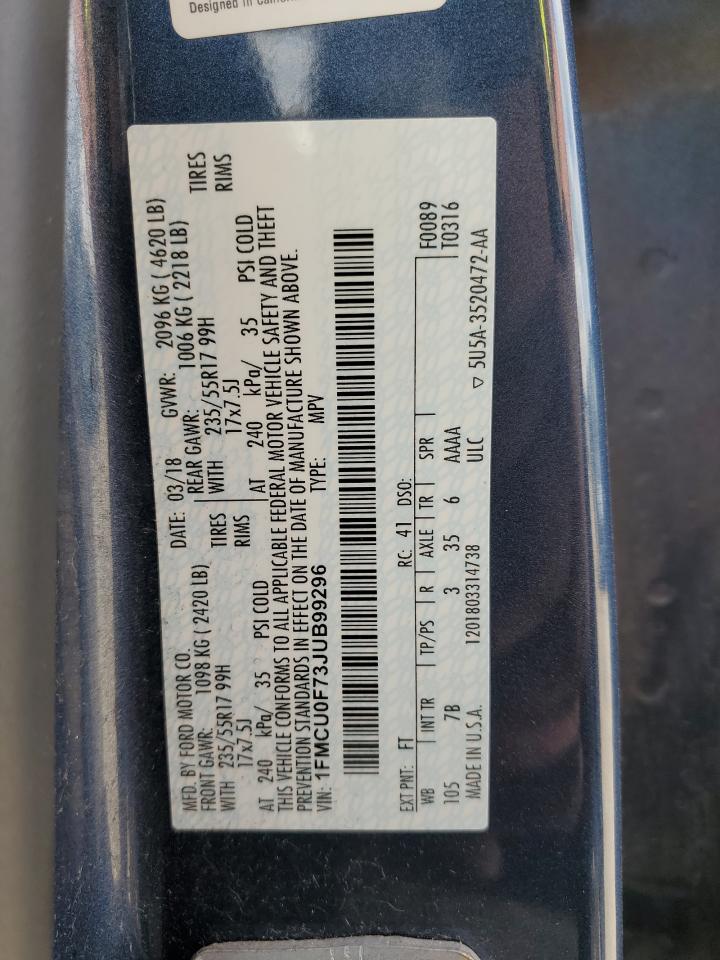 Designed in
MFD. BY FORD MOTOR CO. DATE: 03/18 GVWR: 2096 KG ( 4620 LB)
FRONT GAWR: 1098 KG ( 2420 LB) REAR GAWR: 1006 KG ( 2218 LB)
WITH 235/55R17 99H TIRES WITH 235/55R17 99H TIRES
17x7.5J RIMS 17x7.5J RIMS
AT 240 kPa/ 35 PSI COLD AT 240 kPa/ 35 PSI COLD
THIS VEHICLE CONFORMS TO ALL APPLICABLE FEDERAL MOTOR VEHICLE SAFETY AND THEFT
PREVENTION STANDARDS IN EFFECT ON THE DATE OF MANUFACTURE SHOWN ABOVE.
VIN: 1FMCU0F73JUB99296 TYPE: MPV
EXT PNT: FT RC: 41 DSO: F0089
WB INT TR TP/PS R AXLE TR SPR T0316
105 7B 3 35 6 AAAA
MADE IN U.S.A. 1201803314738 ULC ▽ 5U5A-3520472-AA